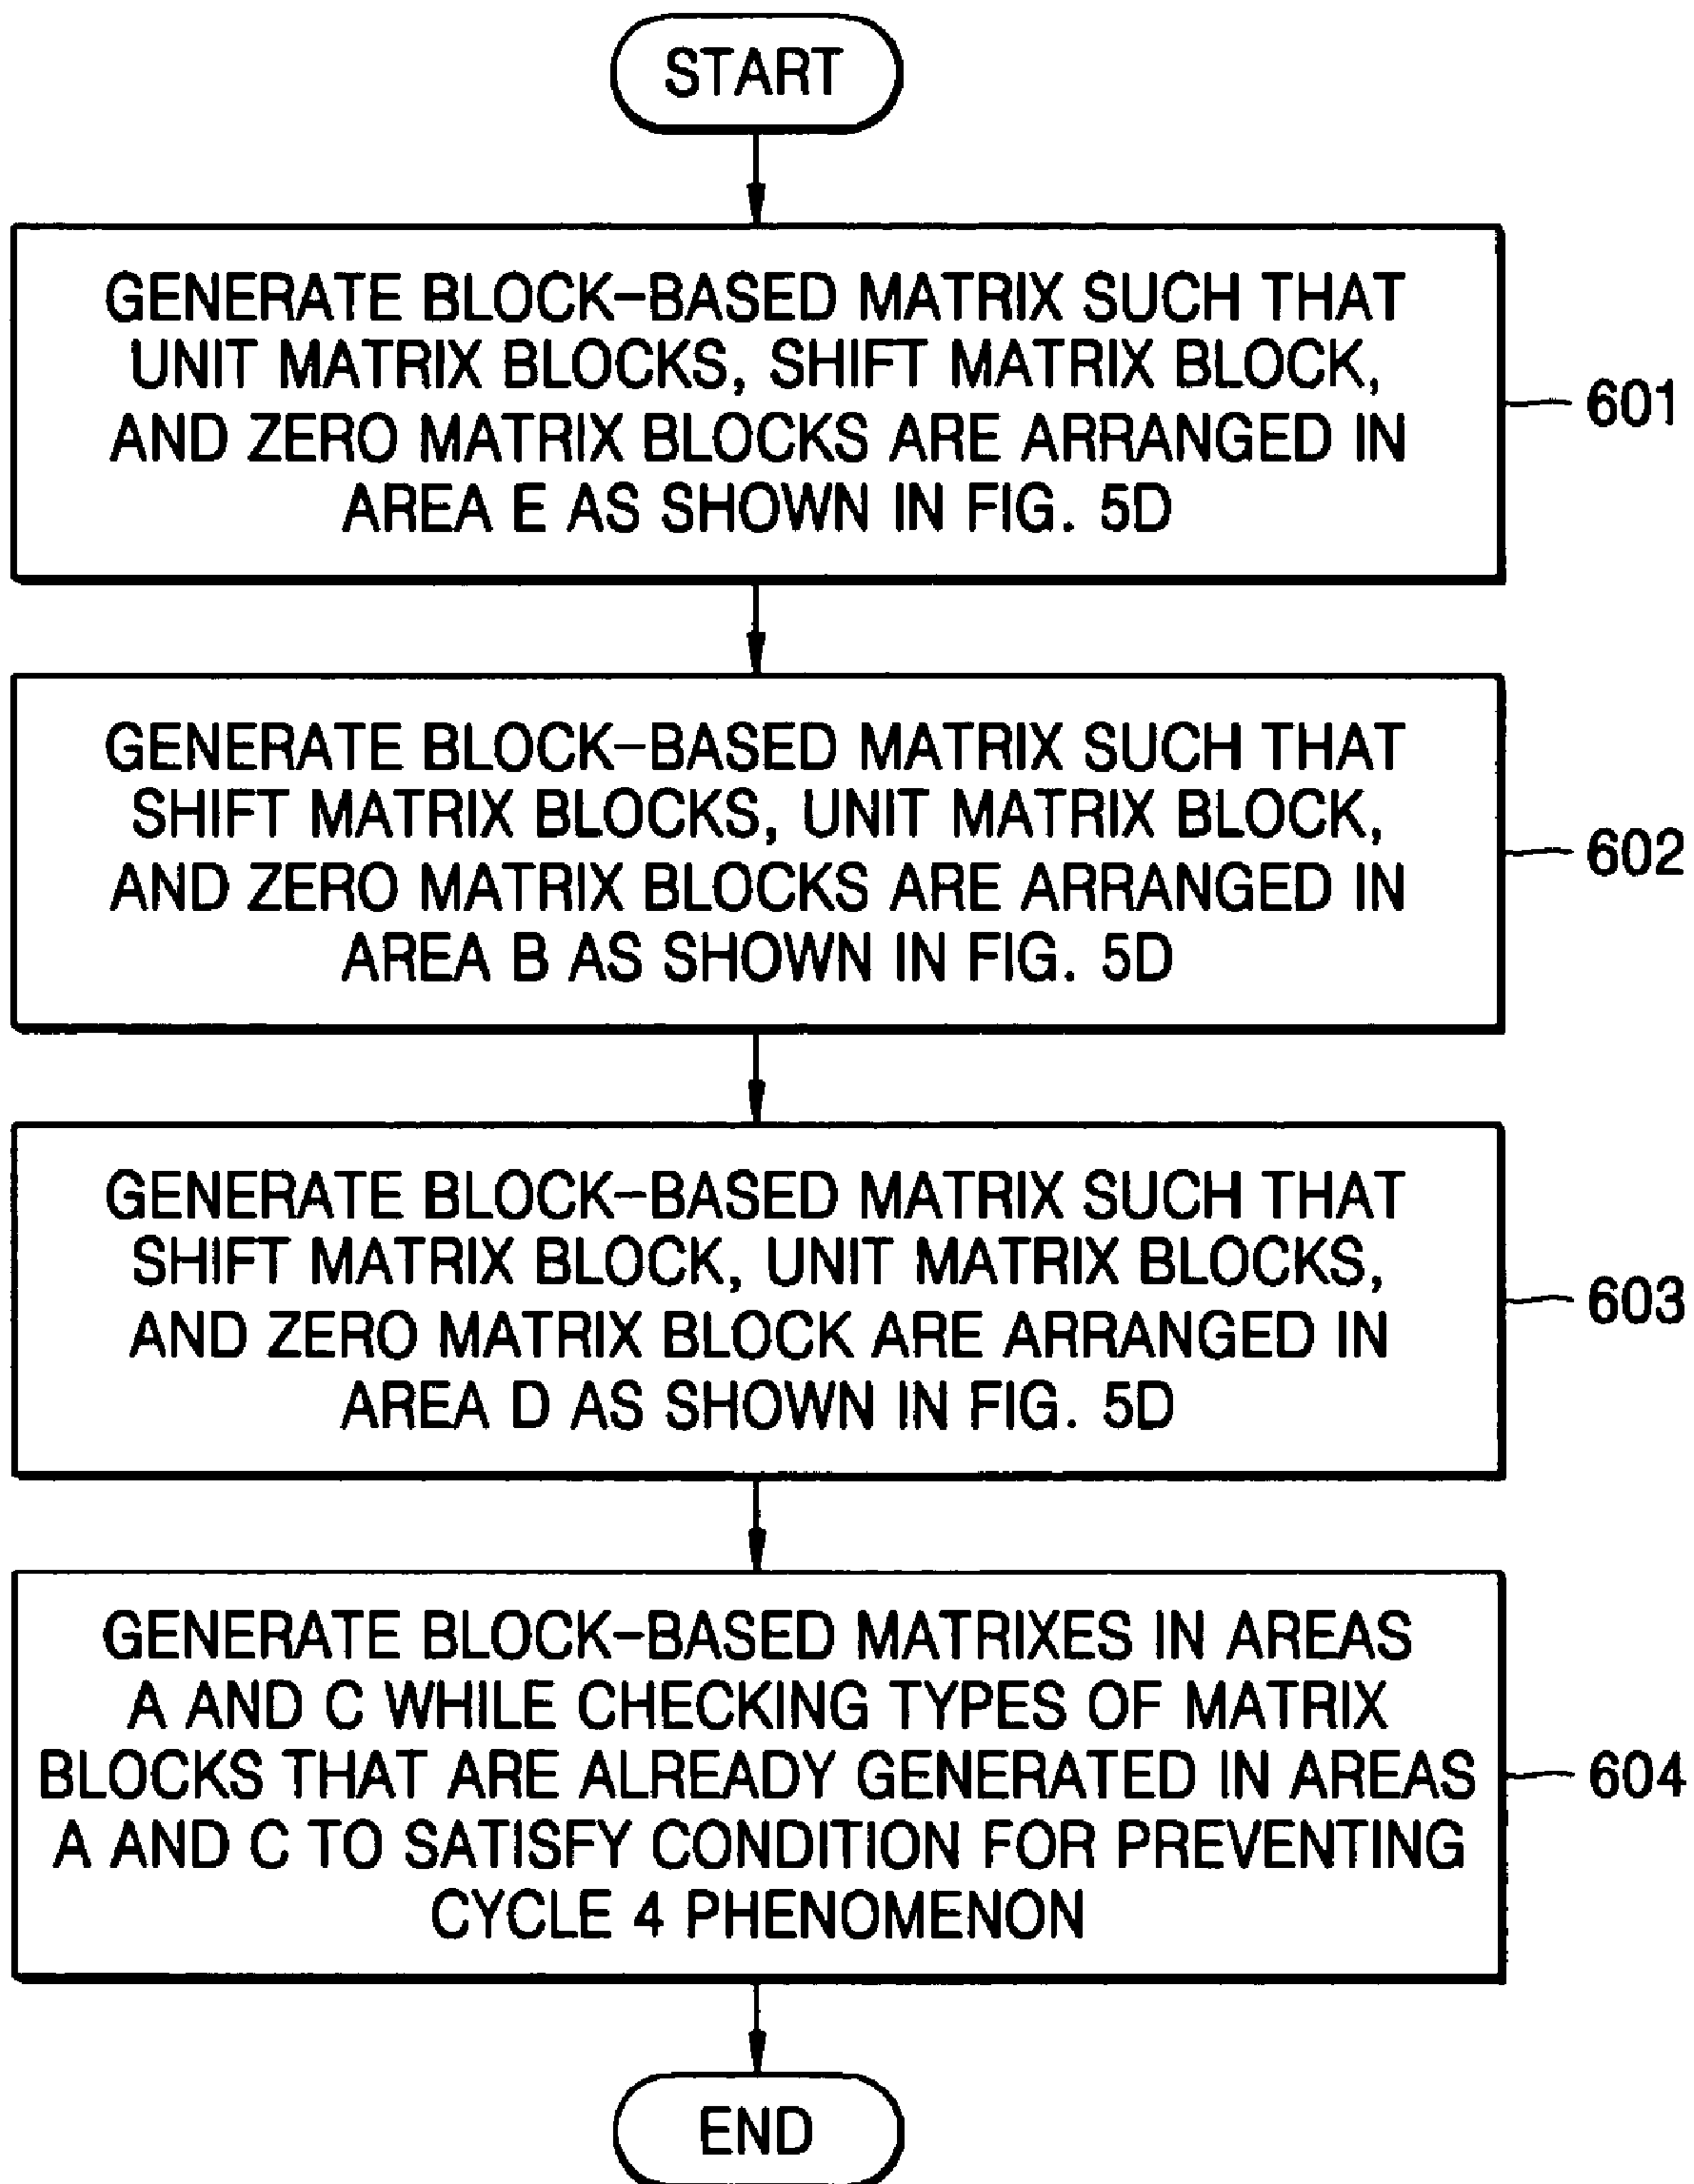 START
GENERATE BLOCK-BASED MATRIX SUCH THAT
UNIT MATRIX BLOCKS, SHIFT MATRIX BLOCK,
AND ZERO MATRIX BLOCKS ARE ARRANGED IN
AREA E AS SHOWN IN FIG. 5D
601
GENERATE BLOCK-BASED MATRIX SUCH THAT
SHIFT MATRIX BLOCKS, UNIT MATRIX BLOCK,
AND ZERO MATRIX BLOCKS ARE ARRANGED IN
AREA B AS SHOWN IN FIG. 5D
602
GENERATE BLOCK-BASED MATRIX SUCH THAT
SHIFT MATRIX BLOCK, UNIT MATRIX BLOCKS,
AND ZERO MATRIX BLOCK ARE ARRANGED IN
AREA D AS SHOWN IN FIG. 5D
603
GENERATE BLOCK-BASED MATRIXES IN AREAS
A AND C WHILE CHECKING TYPES OF MATRIX
BLOCKS THAT ARE ALREADY GENERATED IN AREAS
A AND C TO SATISFY CONDITION FOR PREVENTING
CYCLE 4 PHENOMENON
604
END